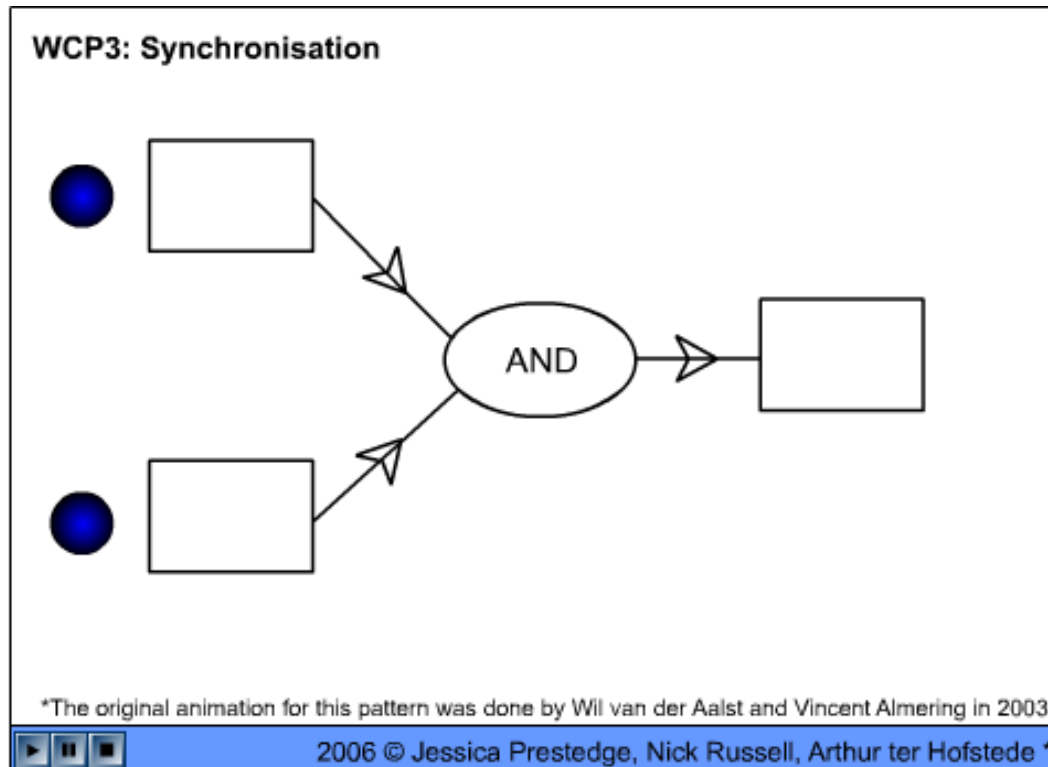 WCP3: Synchronisation
AND
*The original animation for this pattern was done by Wil van der Aalst and Vincent Almering in 2003
2006 © Jessica Prestedge, Nick Russell, Arthur ter Hofstede *